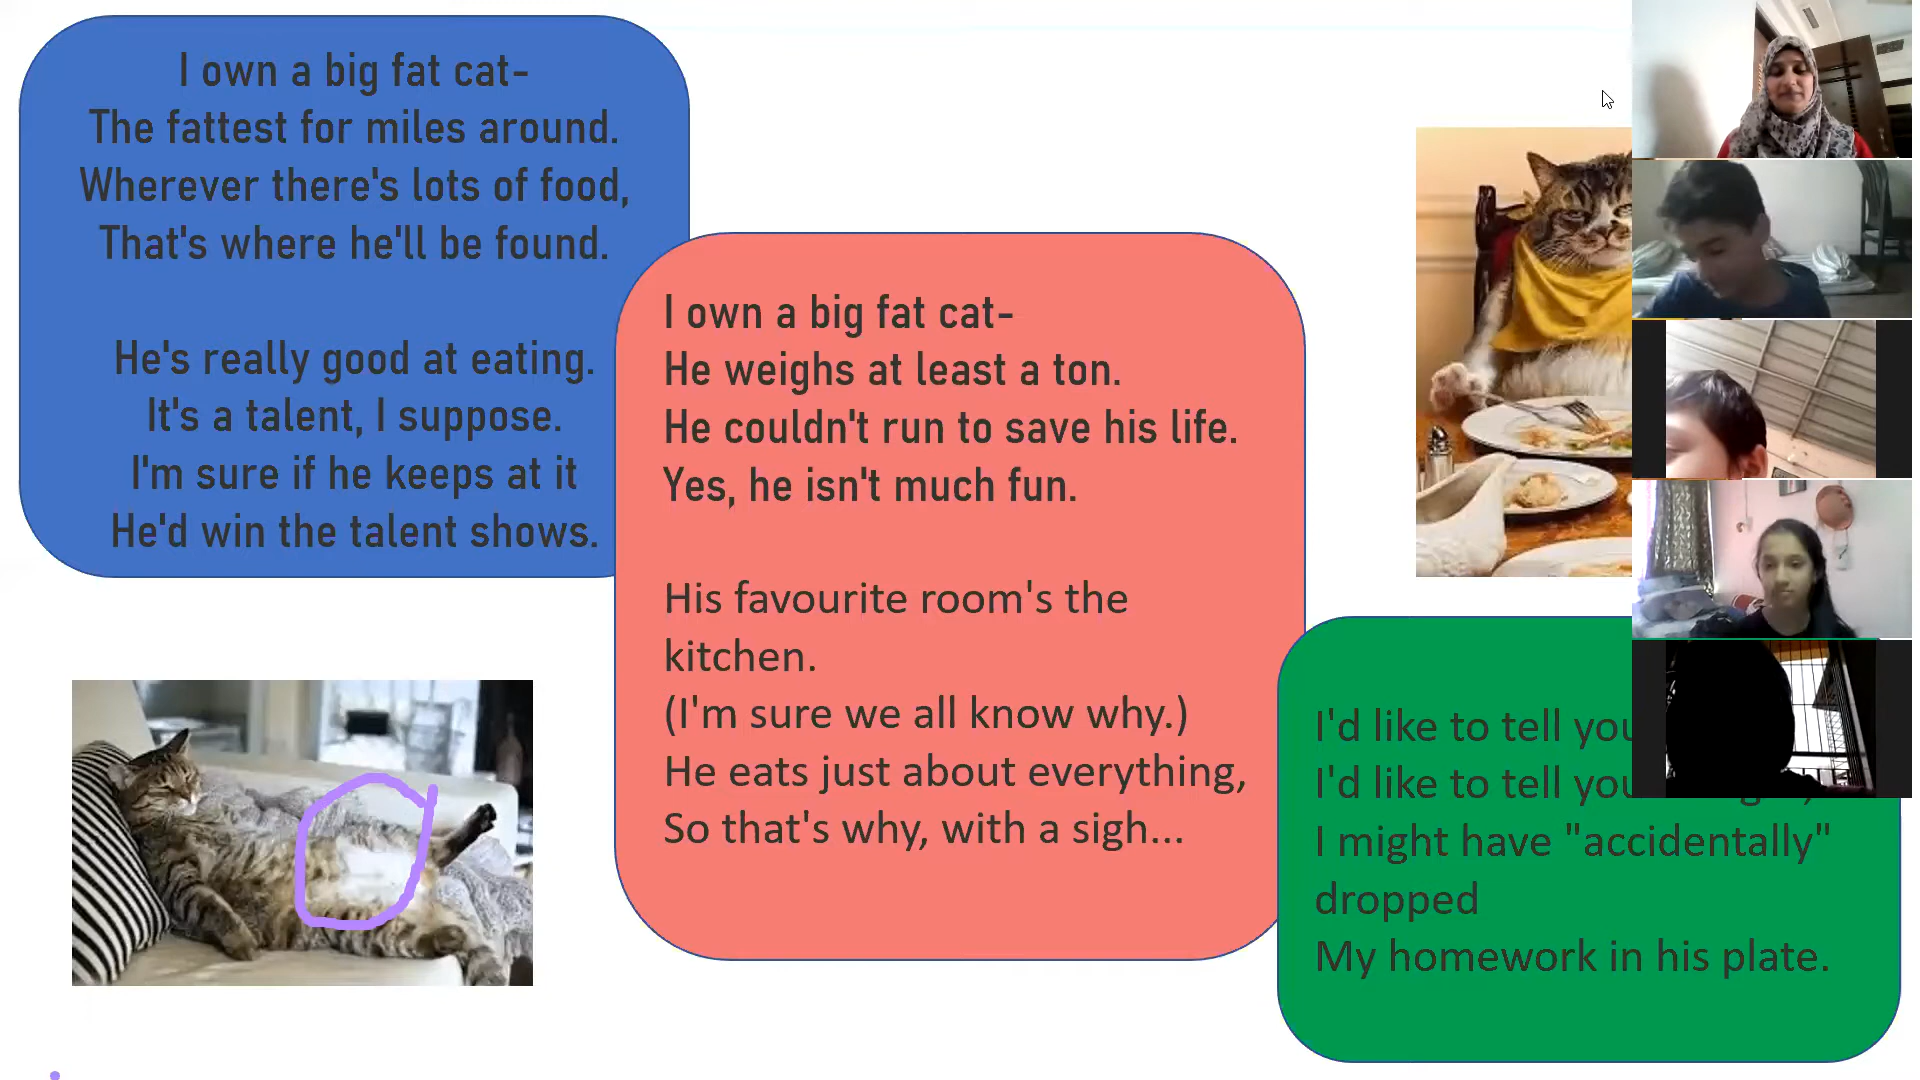 I own a big fat cat-
The fattest for miles around.
Wherever there's lots of food,
That's where he'll be found.
He's really good at eating.
It's a talent, I suppose.
I'm sure if he keeps at it
He'd win the talent shows.
I own a big fat cat-
He weighs at least a ton.
He couldn't run to save his life.
Yes, he isn't much fun.
His favourite room's the
kitchen.
(I'm sure we all know why.)
He eats just about everything,
So that's why, with a sigh...
I'd like to tell you
I'd like to tell you
I might have "accidentally"
dropped
My homework in his plate.